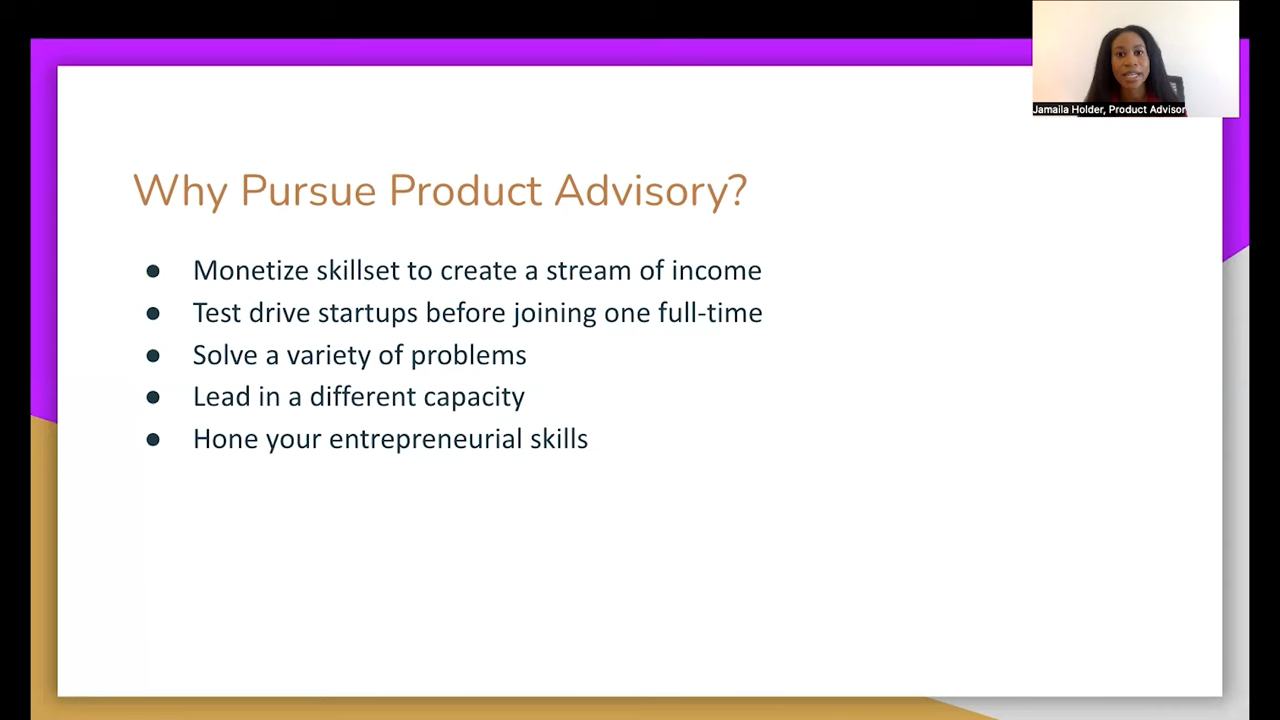 Jamaila Holder, Product Advisor
Why Pursue Product Advisory?
● Monetize skillset to create a stream of income
● Test drive startups before joining one full-time
● Solve a variety of problems
● Lead in a different capacity
● Hone your entrepreneurial skills